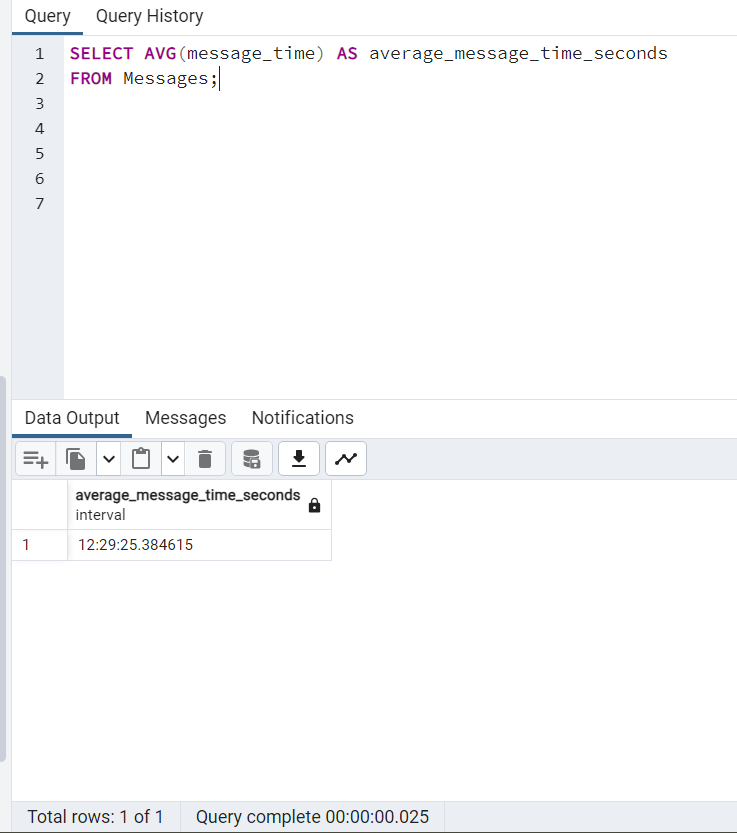 Query Query History
1 SELECT AVG(message_time) AS average_message_time_seconds
2 FROM Messages;
3
4
5
6
7
Data Output Messages Notifications
average_message_time_seconds
interval
1 12:29:25.384615
Total rows: 1 of 1 Query complete 00:00:00.025